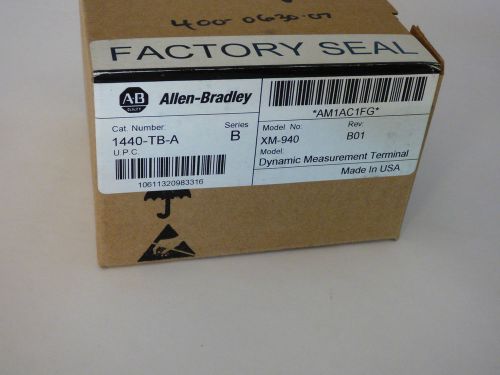 400 0630.01
FACTORY SEAL
AB
Allen-Bradley
*AM1AC1FG*
Cat. Number:
Series
1440-TB-A
B
U.P.C.
10611320983316
Model No:
Rev:
XM-940
B01
Model:
Dynamic Measurement Terminal
Made In USA